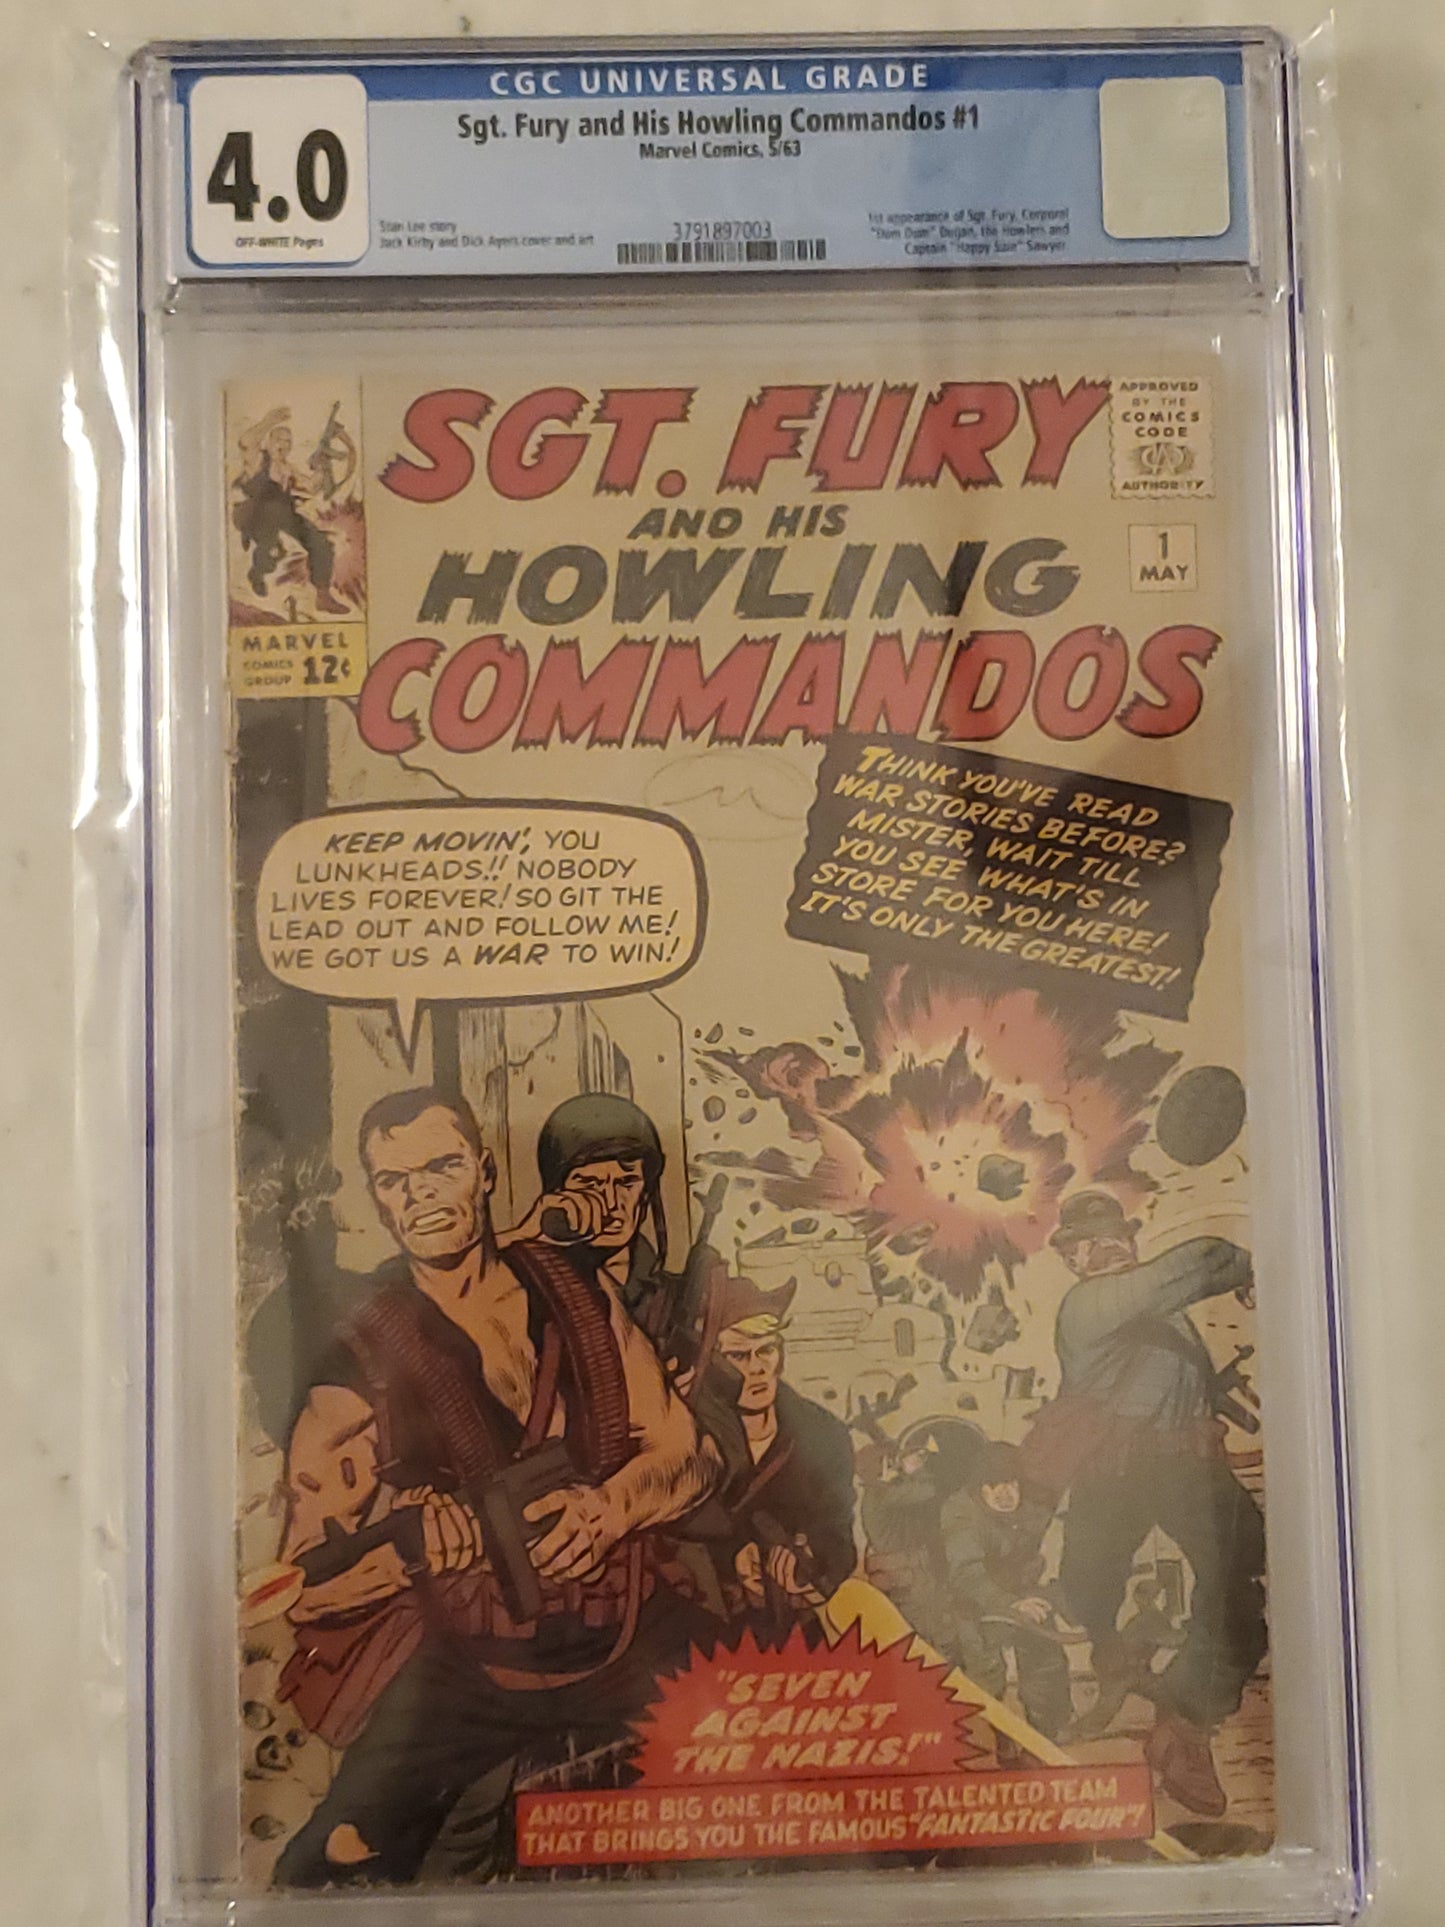 CGC UNIVERSAL GRADE
4.0
OFF-WHITE Pages
Sgt. Fury and His Howling Commandos #1
Marvel Comics, 5/63
Stan Lee story
Jack Kirby and Dick Ayers cover and art
3791897003
1st appearance of Sgt. Fury, Corporal
"Dum Dum" Dugan, the Howlers and
Captain "Happy Sam" Sawyer
SGT. FURY
AND HIS
HOWLING
COMMANDOS
APPROVED
BY THE
COMICS
CODE
CA
AUTHORITY
1
MAY
MARVEL
COMICS
GROUP 12¢
THINK YOU'VE READ
WAR STORIES BEFORE?
MISTER, WAIT TILL
YOU SEE WHAT'S IN
STORE FOR YOU HERE!
IT'S ONLY THE GREATEST!
KEEP MOVIN', YOU
LUNKHEADS!! NOBODY
LIVES FOREVER! SO GIT THE
LEAD OUT AND FOLLOW ME!
WE GOT US A WAR TO WIN!
"SEVEN
AGAINST
THE NAZIS!"
ANOTHER BIG ONE FROM THE TALENTED TEAM
THAT BRINGS YOU THE FAMOUS "FANTASTIC FOUR"!